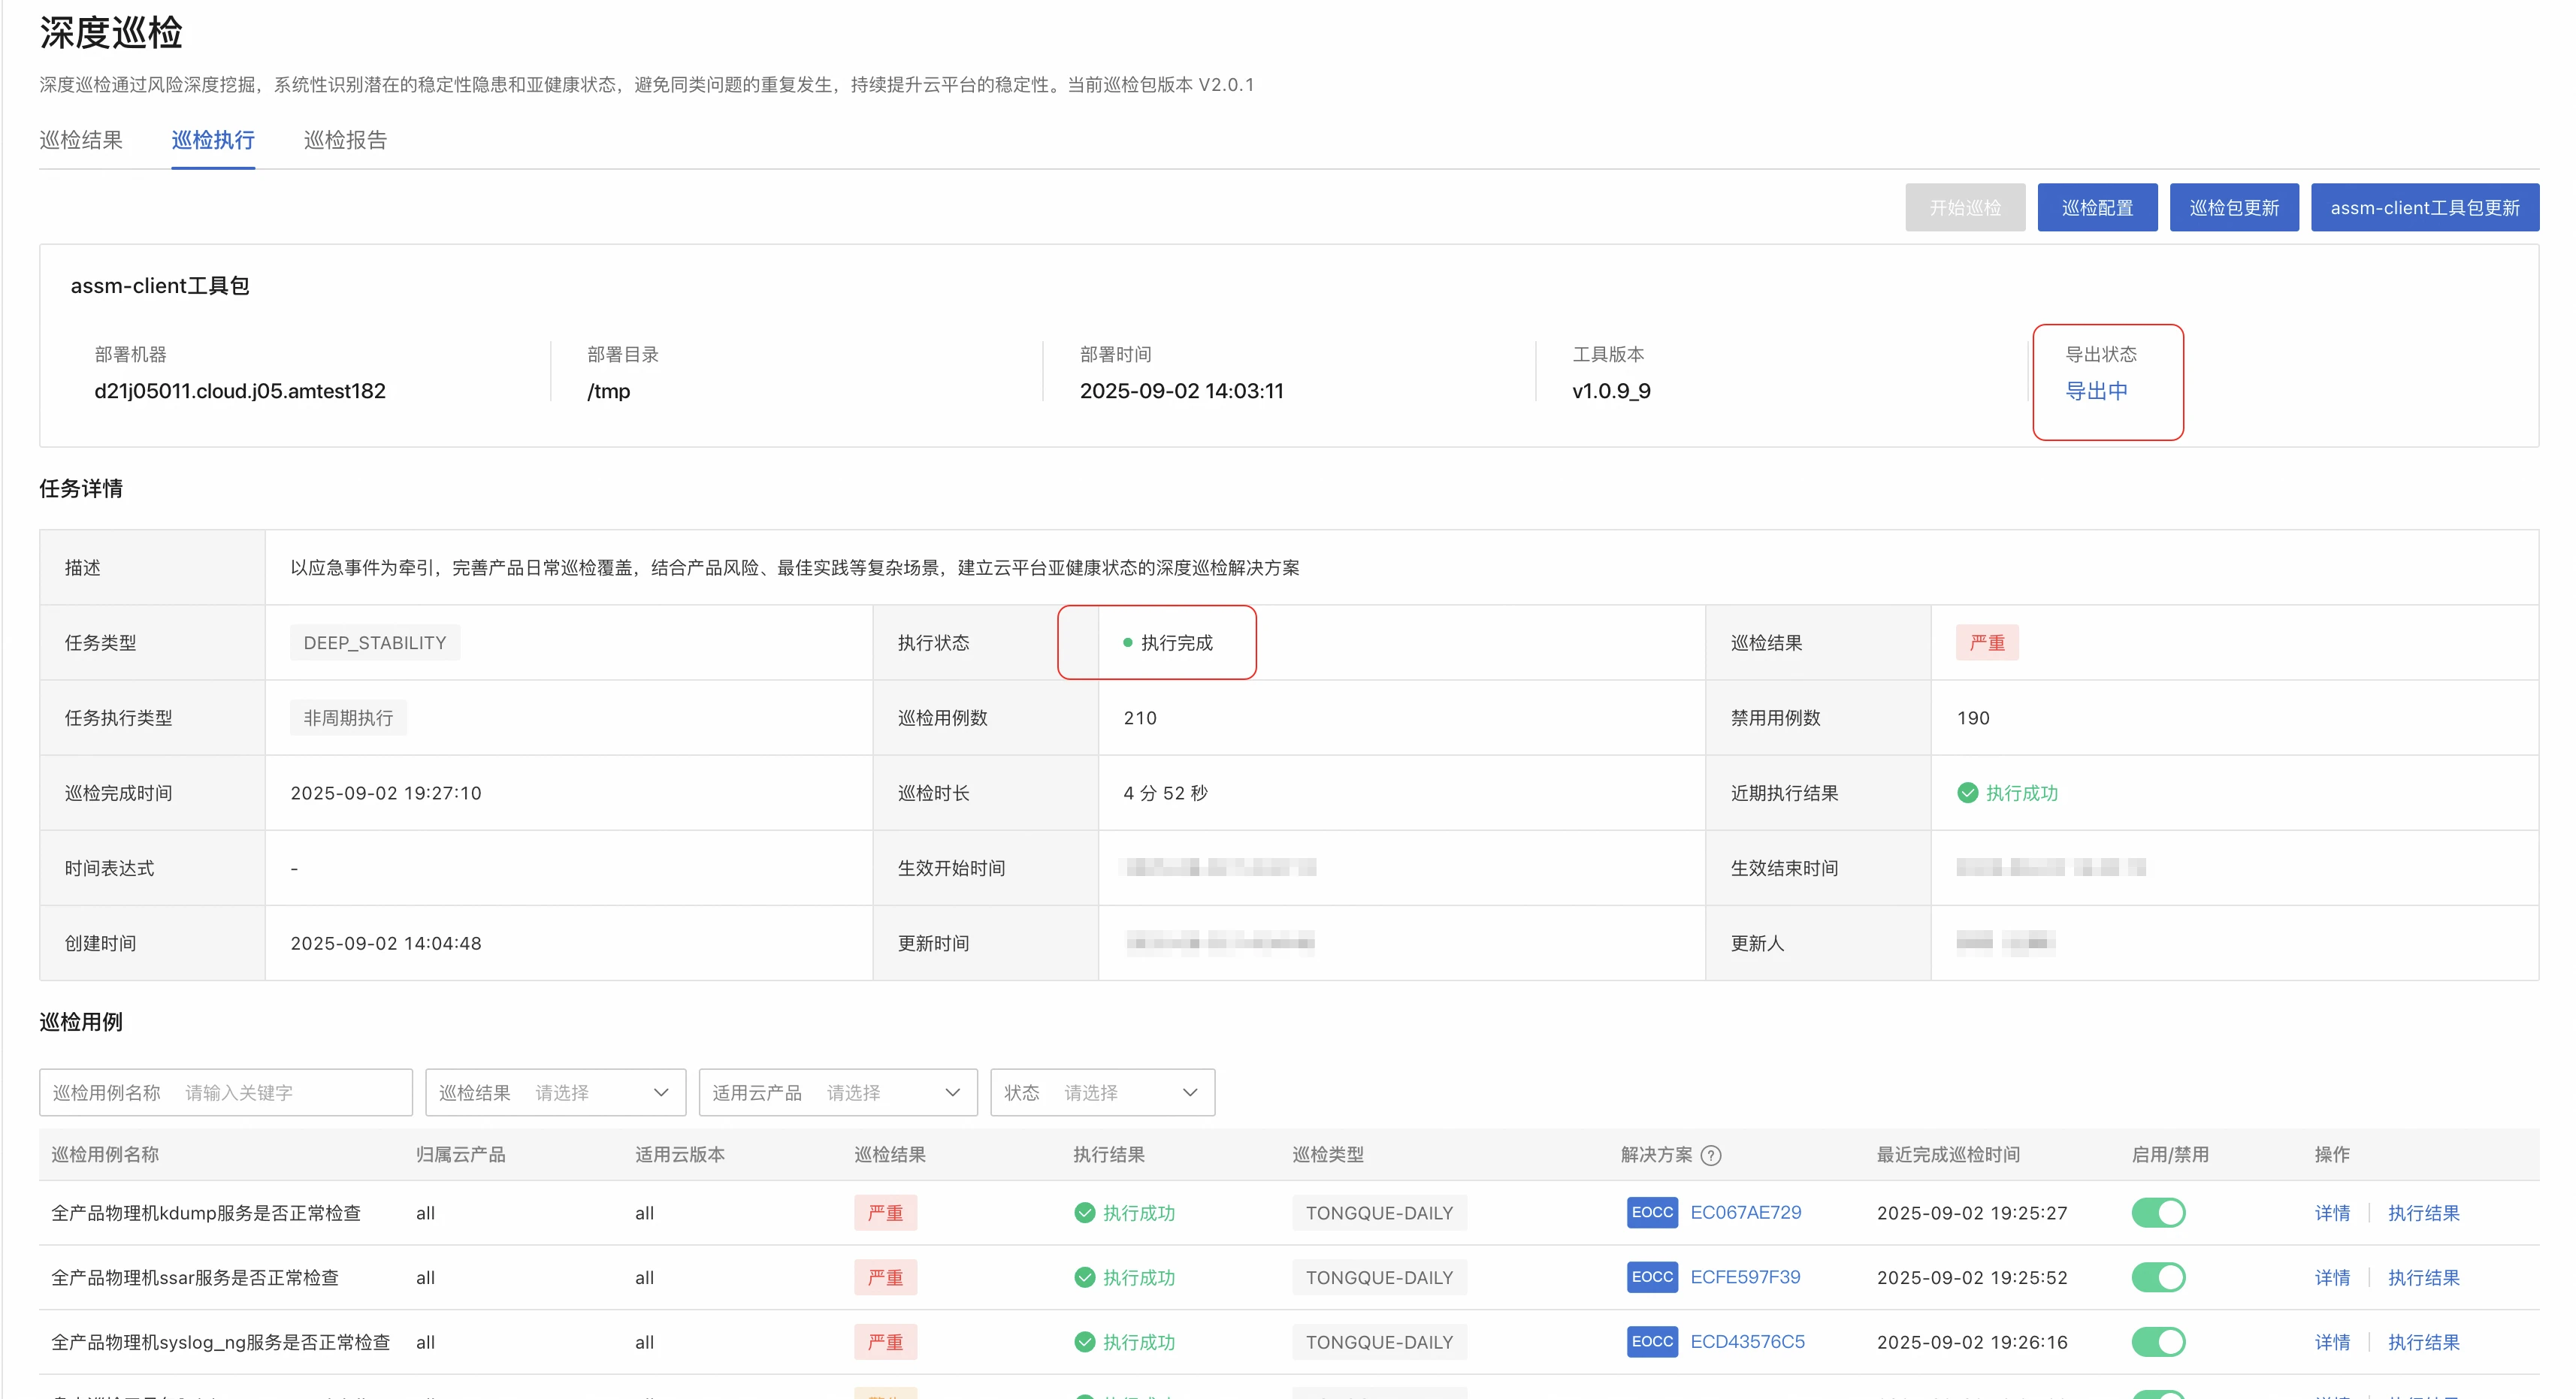 深度巡检
深度巡检通过风险深度挖掘，系统性识别潜在的稳定性隐患和亚健康状态，避免同类问题的重复发生，持续提升云平台的稳定性。当前巡检包版本 V2.0.1
巡检结果 巡检执行 巡检报告
开始巡检 巡检配置 巡检包更新 assm-client工具包更新
assm-client工具包
部署机器 部署目录 部署时间 工具版本 导出状态
d21j05011.cloud.j05.amtest182 /tmp 2025-09-02 14:03:11 v1.0.9_9 导出中
任务详情
描述 以应急事件为牵引，完善产品日常巡检覆盖，结合产品风险、最佳实践等复杂场景，建立云平台亚健康状态的深度巡检解决方案
任务类型 DEEP_STABILITY 执行状态 执行完成 巡检结果 严重
任务执行类型 非周期执行 巡检用例数 210 禁用用例数 190
巡检完成时间 2025-09-02 19:27:10 巡检时长 4 分 52 秒 近期执行结果 执行成功
时间表达式 - 生效开始时间 生效结束时间
创建时间 2025-09-02 14:04:48 更新时间 更新人
巡检用例
巡检用例名称 请输入关键字 巡检结果 请选择 适用云产品 请选择 状态 请选择
巡检用例名称 归属云产品 适用云版本 巡检结果 执行结果 巡检类型 解决方案 ? 最近完成巡检时间 启用/禁用 操作
全产品物理机kdump服务是否正常检查 all all 严重 执行成功 TONGQUE-DAILY EOCC EC067AE729 2025-09-02 19:25:27 详情 执行结果
全产品物理机ssar服务是否正常检查 all all 严重 执行成功 TONGQUE-DAILY EOCC ECFE597F39 2025-09-02 19:25:52 详情 执行结果
全产品物理机syslog_ng服务是否正常检查 all all 严重 执行成功 TONGQUE-DAILY EOCC ECD43576C5 2025-09-02 19:26:16 详情 执行结果